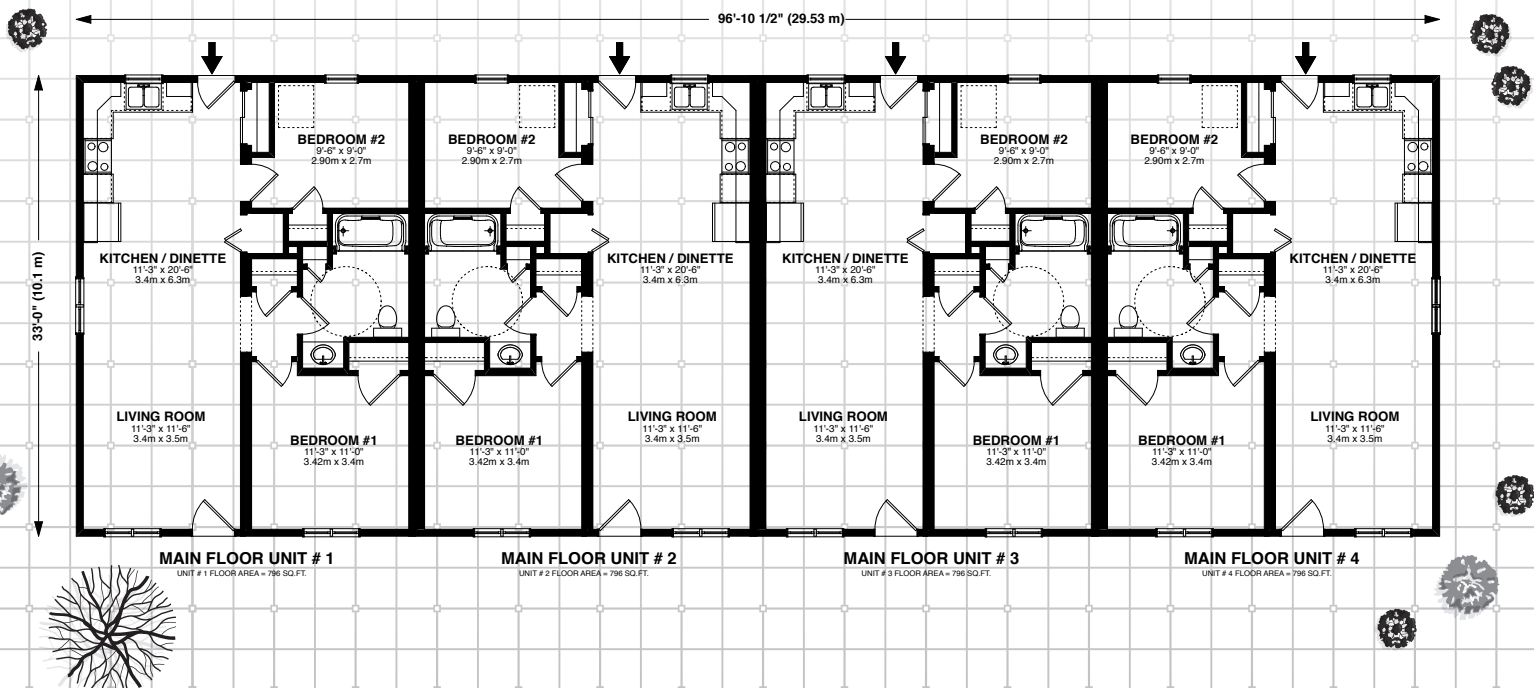 96'-10 1/2" (29.53 m)
33'-0" (10.1 m)
BEDROOM #2
9'-6" x 9'-0"
2.90m x 2.7m
BEDROOM #2
9'-6" x 9'-0"
2.90m x 2.7m
BEDROOM #2
9'-6" x 9'-0"
2.90m x 2.7m
BEDROOM #2
9'-6" x 9'-0"
2.90m x 2.7m
KITCHEN / DINETTE
11'-3" x 20'-6"
3.4m x 6.3m
KITCHEN / DINETTE
11'-3" x 20'-6"
3.4m x 6.3m
KITCHEN / DINETTE
11'-3" x 20'-6"
3.4m x 6.3m
KITCHEN / DINETTE
11'-3" x 20'-6"
3.4m x 6.3m
LIVING ROOM
11'-3" x 11'-6"
3.4m x 3.5m
BEDROOM #1
11'-3" x 11'-0"
3.42m x 3.4m
BEDROOM #1
11'-3" x 11'-0"
3.42m x 3.4m
LIVING ROOM
11'-3" x 11'-6"
3.4m x 3.5m
LIVING ROOM
11'-3" x 11'-6"
3.4m x 3.5m
BEDROOM #1
11'-3" x 11'-0"
3.42m x 3.4m
BEDROOM #1
11'-3" x 11'-0"
3.42m x 3.4m
LIVING ROOM
11'-3" x 11'-6"
3.4m x 3.5m
MAIN FLOOR UNIT # 1
UNIT # 1 FLOOR AREA = 796 SQ.FT.
MAIN FLOOR UNIT # 2
UNIT # 2 FLOOR AREA = 796 SQ.FT.
MAIN FLOOR UNIT # 3
UNIT # 3 FLOOR AREA = 796 SQ.FT.
MAIN FLOOR UNIT # 4
UNIT # 4 FLOOR AREA = 796 SQ.FT.